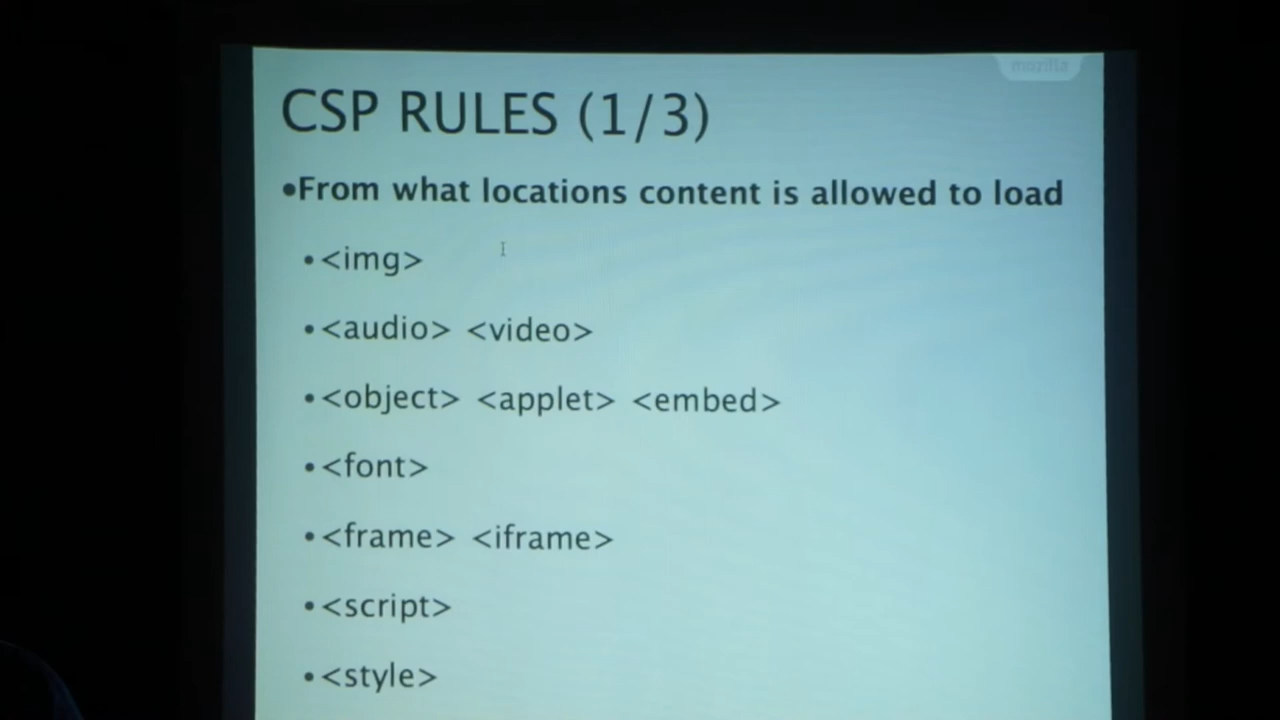 mozilla
CSP RULES (1/3)
•From what locations content is allowed to load
•<img>
•<audio> <video>
•<object> <applet> <embed>
•<font>
•<frame> <iframe>
•<script>
•<style>